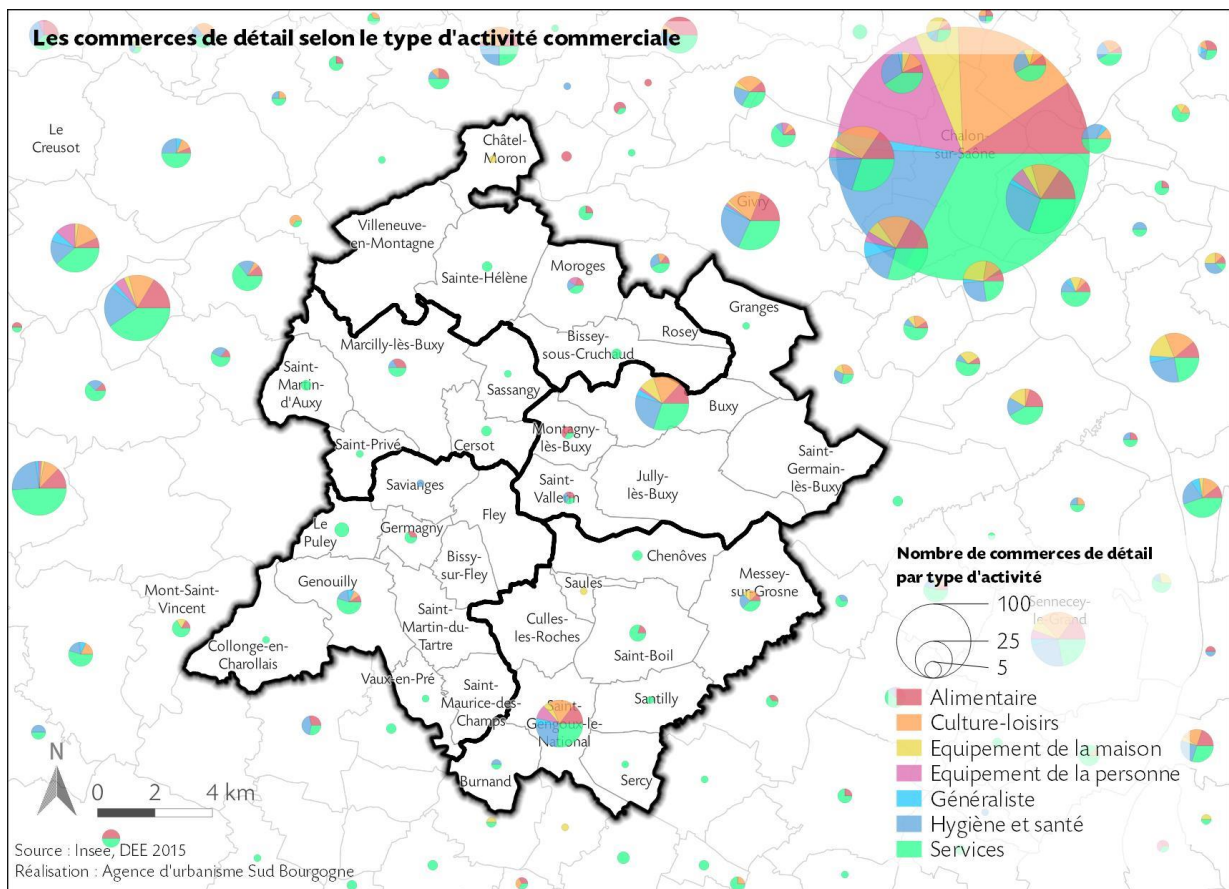 Les commerces de détail selon le type d'activité commerciale
Le
Creusot
Châtel-
Moron
Chalon-
sur-Saône
Givry
Villeneuve-
en-Montagne
Sainte-Hélène
Moroges
Granges
Rosey
Bissey-
sous-Cruchaud
Marcilly-lès-Buxy
Saint-
Martin-
d'Auxy
Sassangy
Buxy
Montagny-
lès-Buxy
Cersot
Saint-Privé
Saint-
Germain-
lès-Buxy
Jully-
lès-Buxy
Saint-
Vallerin
Savianges
Fley
Le
Puley
Germagny
Bissy-
sur-Fley
Chenôves
Messey-
sur-Grosne
Saules
Genouilly
Mont-Saint-
Vincent
Culles-
les-Roches
Saint-
Martin-du-
Tartre
Saint-Boil
Collonge-en-
Charollais
Vaux-en-Pré
Saint-
Maurice-des-
Champs
Santilly
Saint-
Gengoux-le-
National
Burnand
Sercy
Sennecey-
le-Grand
Nombre de commerces de détail
par type d'activité
100
25
5
Alimentaire
Culture-loisirs
Equipement de la maison
Equipement de la personne
Généraliste
Hygiène et santé
Services
N
0 2 4 km
Source : Insee, DEE 2015
Réalisation : Agence d'urbanisme Sud Bourgogne